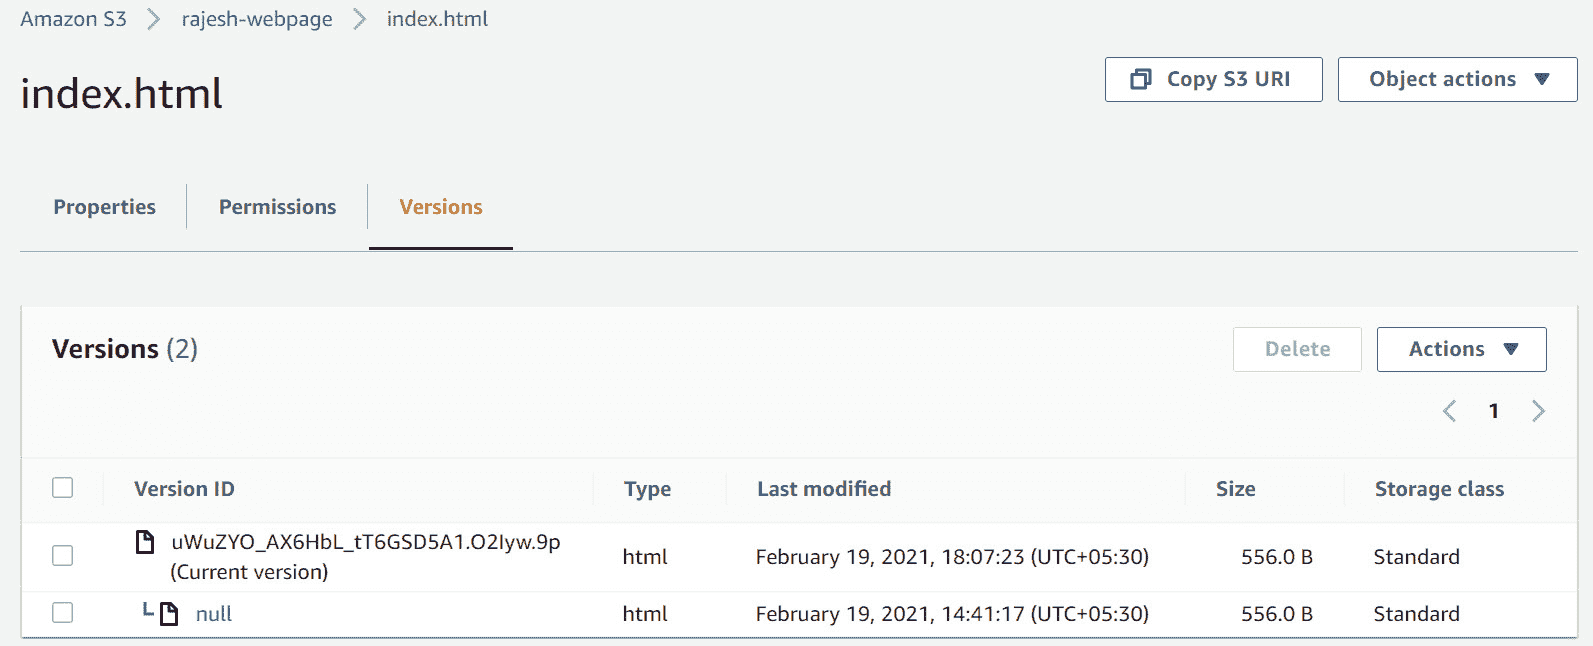 Amazon S3 > rajesh-webpage > index.html
index.html
Copy S3 URI
Object actions
Properties
Permissions
Versions
Versions (2)
Delete
Actions
1
Version ID Type Last modified Size Storage class
uWuZYO_AX6HbL_tT6GSD5A1.O2Iyw.9p
(Current version)
html February 19, 2021, 18:07:23 (UTC+05:30) 556.0 B Standard
null html February 19, 2021, 14:41:17 (UTC+05:30) 556.0 B Standard